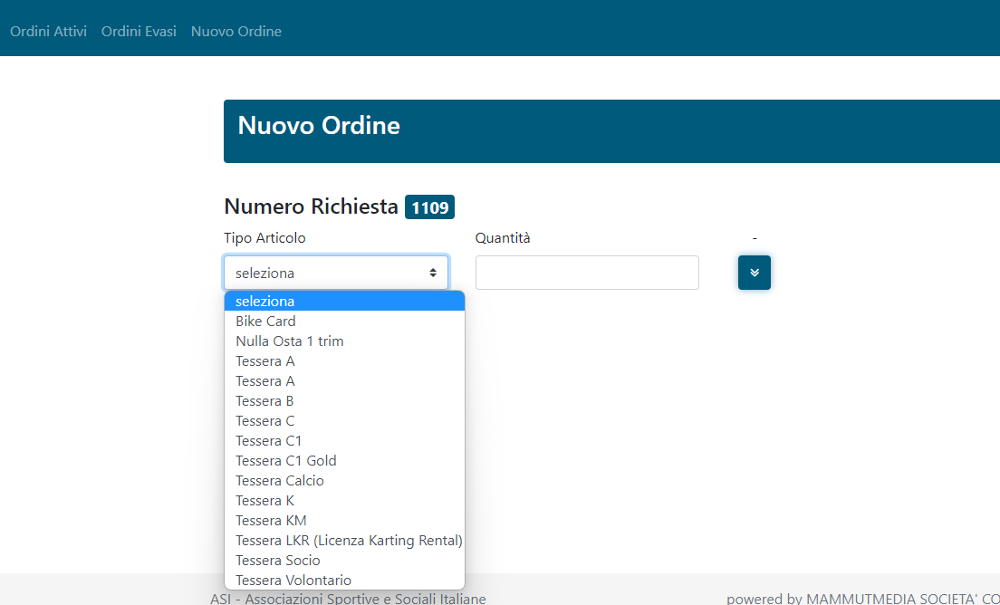 Ordini Attivi Ordini Evasi Nuovo Ordine
Nuovo Ordine
Numero Richiesta 1109
Tipo Articolo Quantità -
seleziona
seleziona
Bike Card
Nulla Osta 1 trim
Tessera A
Tessera A
Tessera B
Tessera C
Tessera C1
Tessera C1 Gold
Tessera Calcio
Tessera K
Tessera KM
Tessera LKR (Licenza Karting Rental)
Tessera Socio
Tessera Volontario
ASI - Associazioni Sportive e Sociali Italiane powered by MAMMUTMEDIA SOCIETA' CO